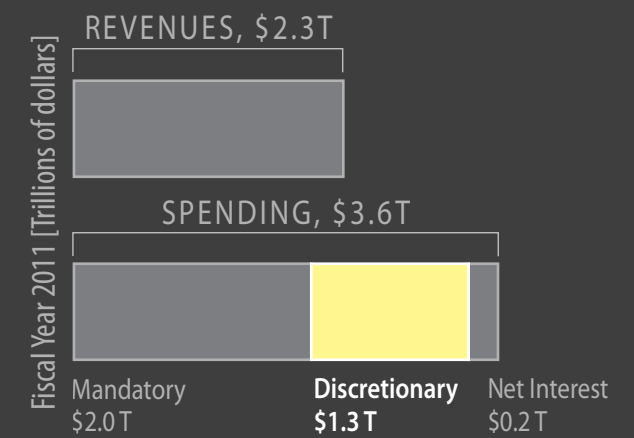 REVENUES, $2.3T
Fiscal Year 2011 [Trillions of dollars]
SPENDING, $3.6T
Mandatory
$2.0 T
Discretionary
$1.3 T
Net Interest
$0.2 T